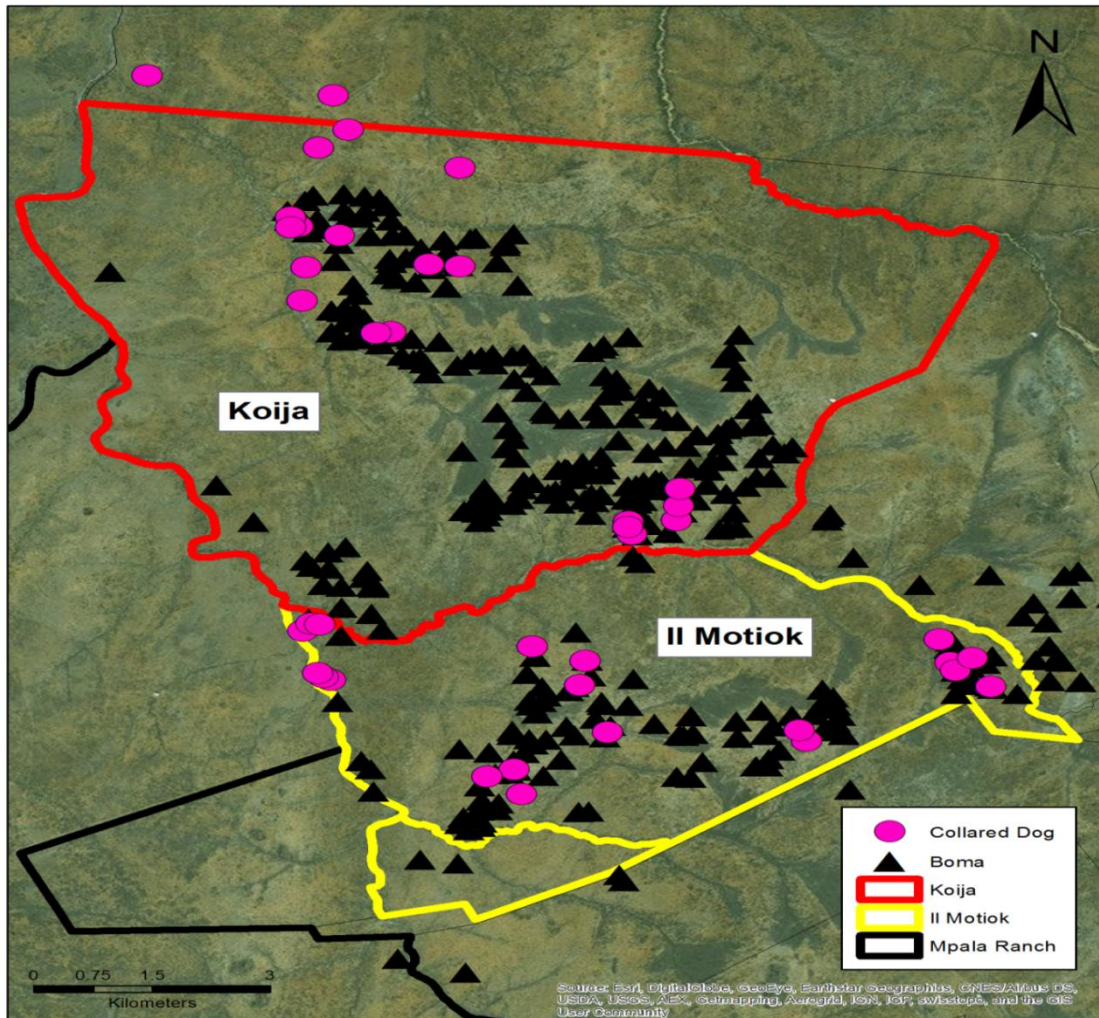 N
Koija
Il Motiok
Collared Dog
Boma
Koija
Il Motiok
Mpala Ranch
0 0.75 1.5 3
Kilometers
Source: Esri, DigitalGlobe, GeoEye, Earthstar Geographics, CNES/Airbus DS,
USDA, USGS, AEX, Getmapping, Aerogrid, IGN, IGP, swisstopo, and the GIS
User Community